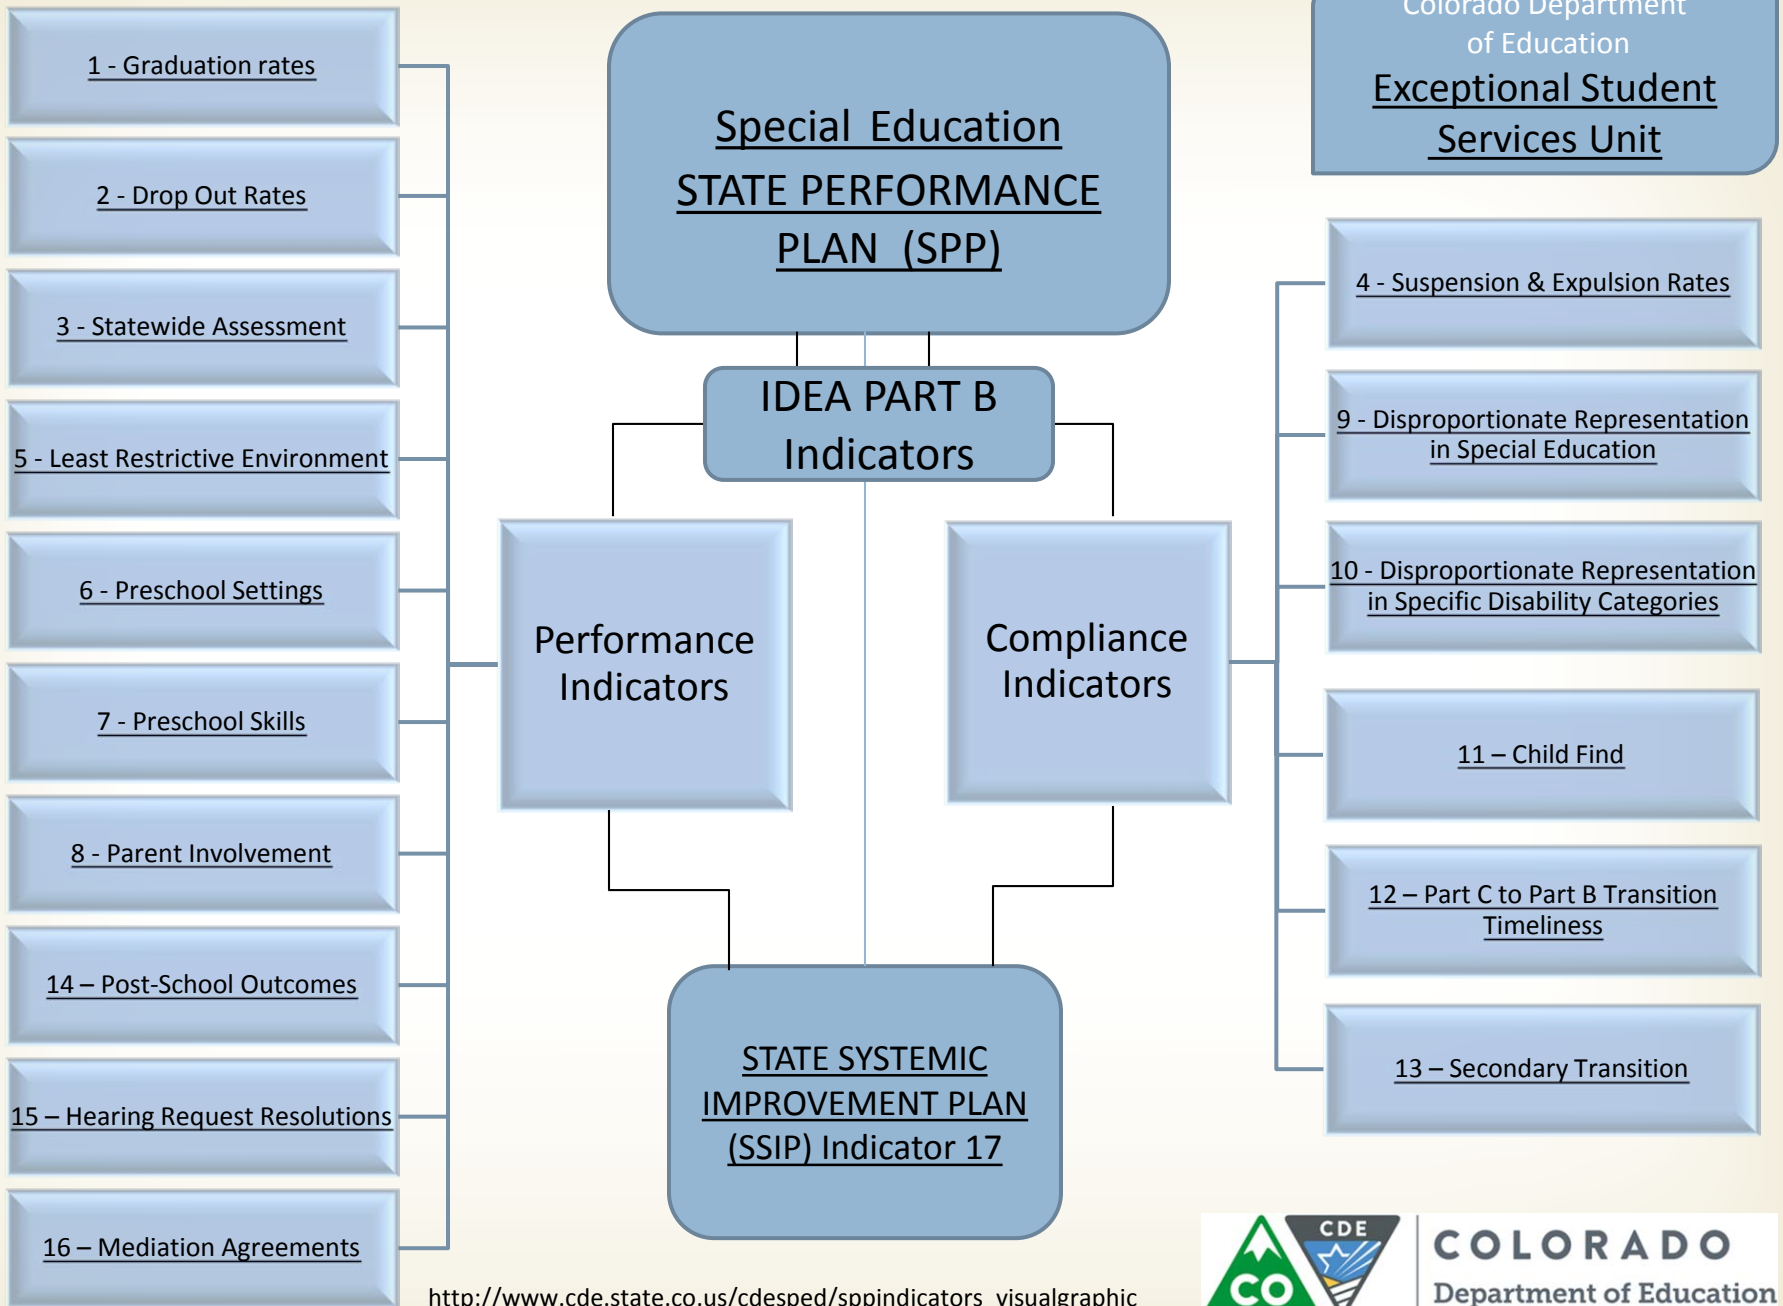 1 - Graduation rates
2 - Drop Out Rates
3 - Statewide Assessment
5 - Least Restrictive Environment
6 - Preschool Settings
7 - Preschool Skills
8 - Parent Involvement
14 – Post-School Outcomes
15 – Hearing Request Resolutions
16 – Mediation Agreements
Special Education
STATE PERFORMANCE
PLAN (SPP)
IDEA PART B
Indicators
Performance
Indicators
Compliance
Indicators
STATE SYSTEMIC
IMPROVEMENT PLAN
(SSIP) Indicator 17
Colorado Department
of Education
Exceptional Student
Services Unit
4 - Suspension & Expulsion Rates
9 - Disproportionate Representation
in Special Education
10 - Disproportionate Representation
in Specific Disability Categories
11 – Child Find
12 – Part C to Part B Transition
Timeliness
13 – Secondary Transition
http://www.cde.state.co.us/cdesped/sppindicators_visualgraphic
CO
CDE
COLORADO
Department of Education